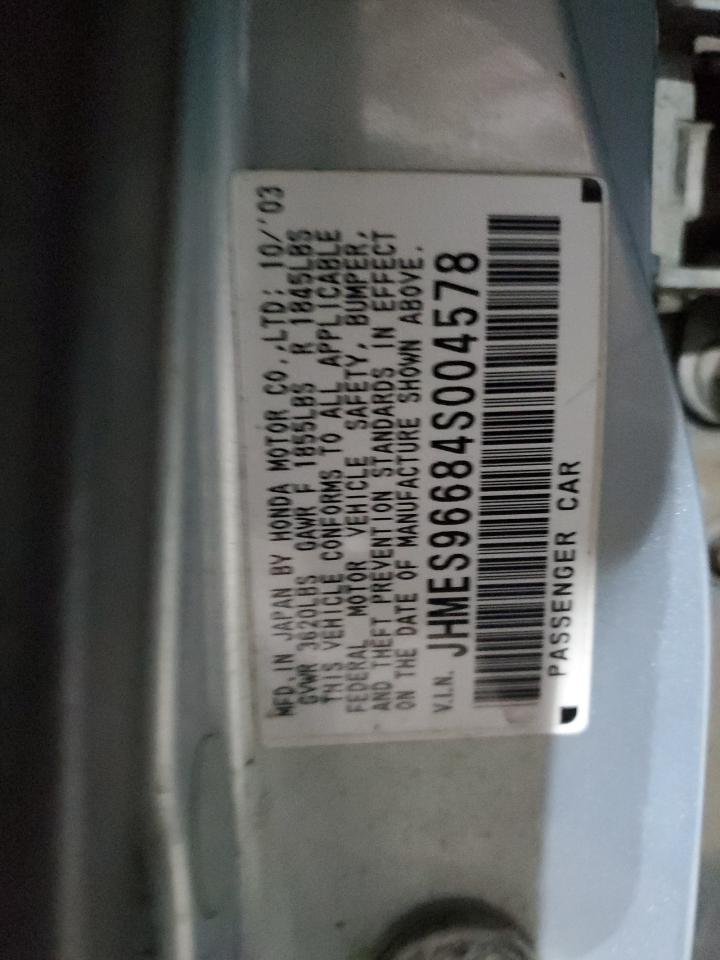 MFD. IN JAPAN BY HONDA MOTOR CO., LTD; 10/'03
GVWR 3620LBS GAWR F 1855LBS R 1845LBS
THIS VEHICLE CONFORMS TO ALL APPLICABLE
FEDERAL MOTOR VEHICLE SAFETY, BUMPER,
AND THEFT PREVENTION STANDARDS IN EFFECT
ON THE DATE OF MANUFACTURE SHOWN ABOVE.
V.I.N. JHMES96684S004578
PASSENGER CAR